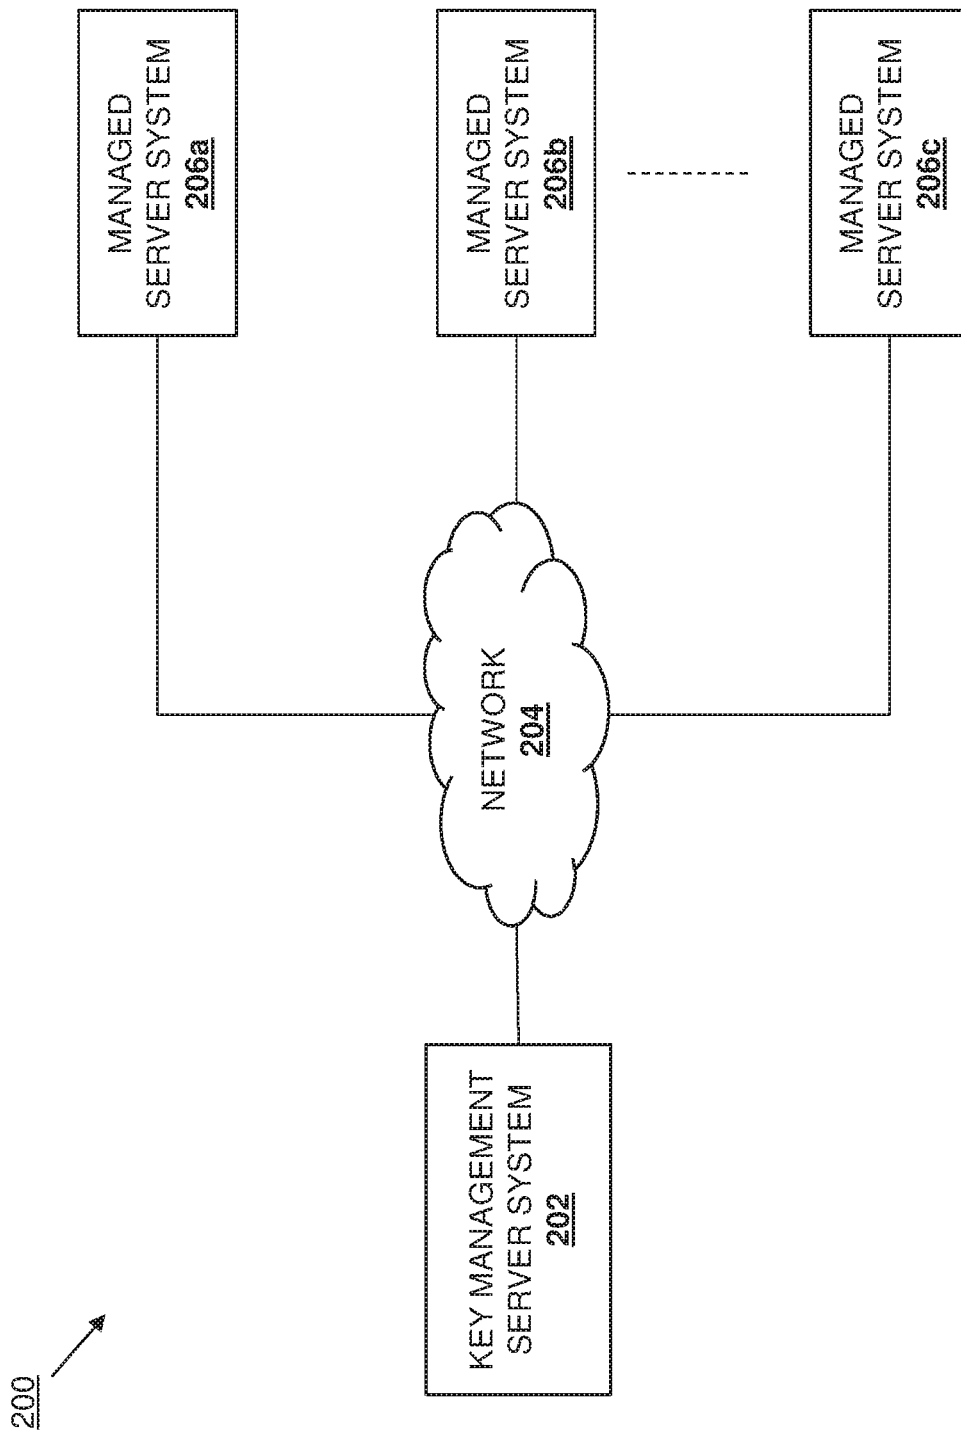 200
KEY MANAGEMENT
SERVER SYSTEM
202
NETWORK
204
MANAGED
SERVER SYSTEM
206a
MANAGED
SERVER SYSTEM
206b
MANAGED
SERVER SYSTEM
206c